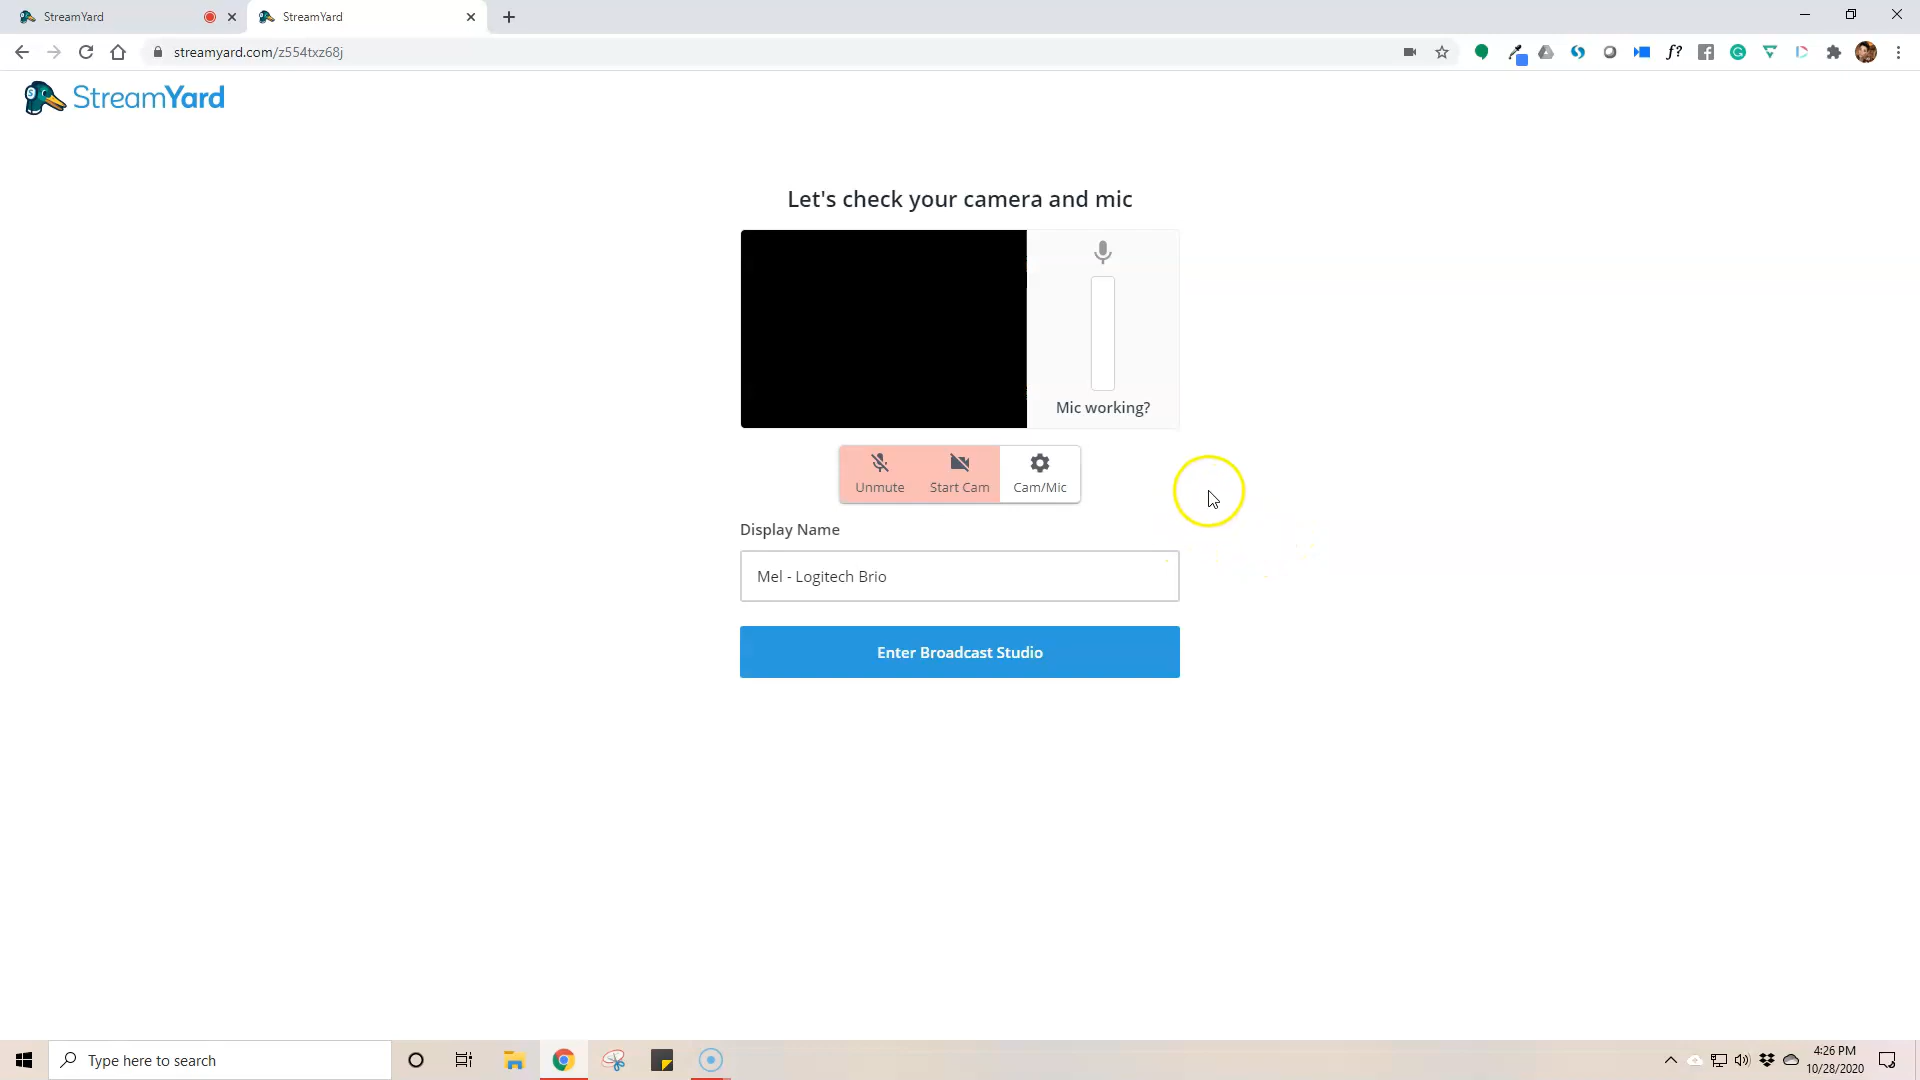 StreamYard
StreamYard
streamyard.com/z554txz68j
f?
StreamYard
Let's check your camera and mic
Mic working?
Unmute
Start Cam
Cam/Mic
Display Name
Mel - Logitech Brio
Enter Broadcast Studio
Type here to search
4:26 PM
10/28/2020